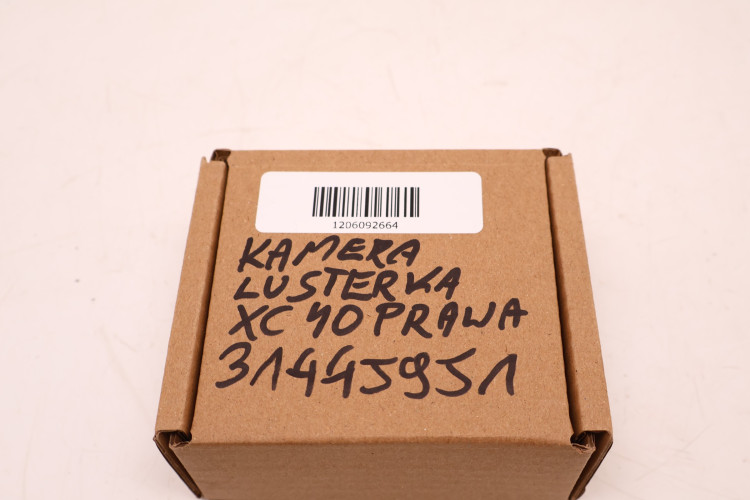 1206092664
KAMERA
LUSTERKA
XC 40 PRAWA
31445951